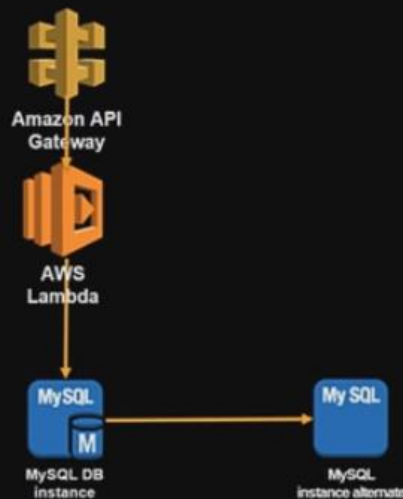 Amazon API
Gateway
AWS
Lambda
MySQL
M
MySQL DB
instance
My SQL
MySQL
instance alternate